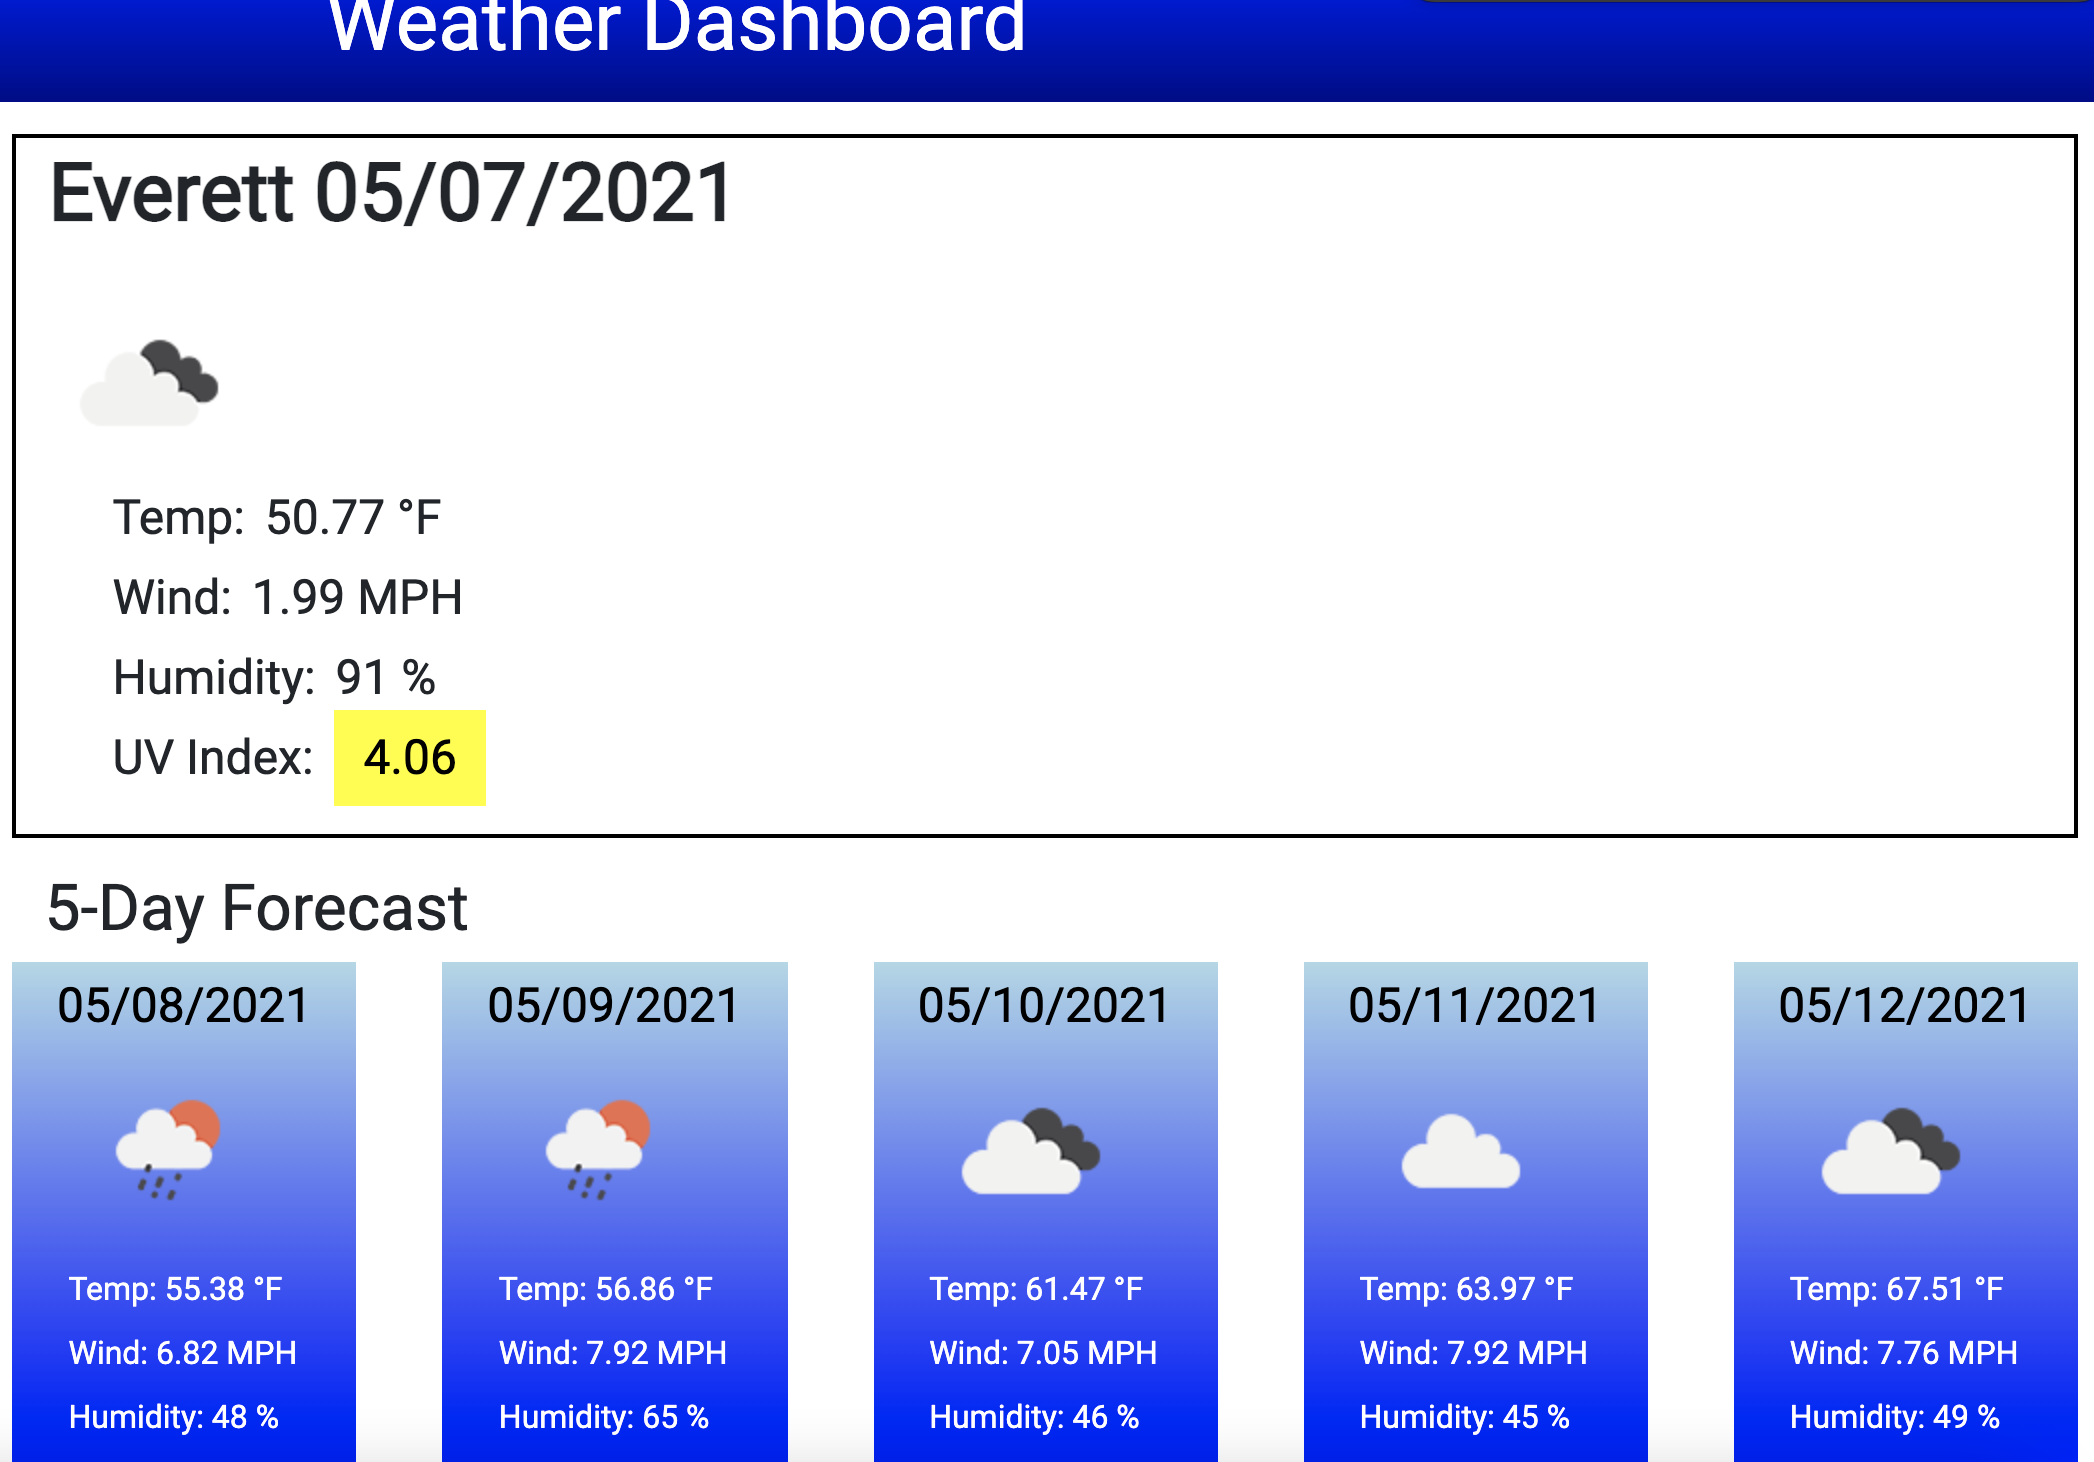 Weather Dashboard
Everett 05/07/2021
Temp: 50.77 °F
Wind: 1.99 MPH
Humidity: 91 %
UV Index: 4.06
5-Day Forecast
05/08/2021
Temp: 55.38 °F
Wind: 6.82 MPH
Humidity: 48 %
05/09/2021
Temp: 56.86 °F
Wind: 7.92 MPH
Humidity: 65 %
05/10/2021
Temp: 61.47 °F
Wind: 7.05 MPH
Humidity: 46 %
05/11/2021
Temp: 63.97 °F
Wind: 7.92 MPH
Humidity: 45 %
05/12/2021
Temp: 67.51 °F
Wind: 7.76 MPH
Humidity: 49 %